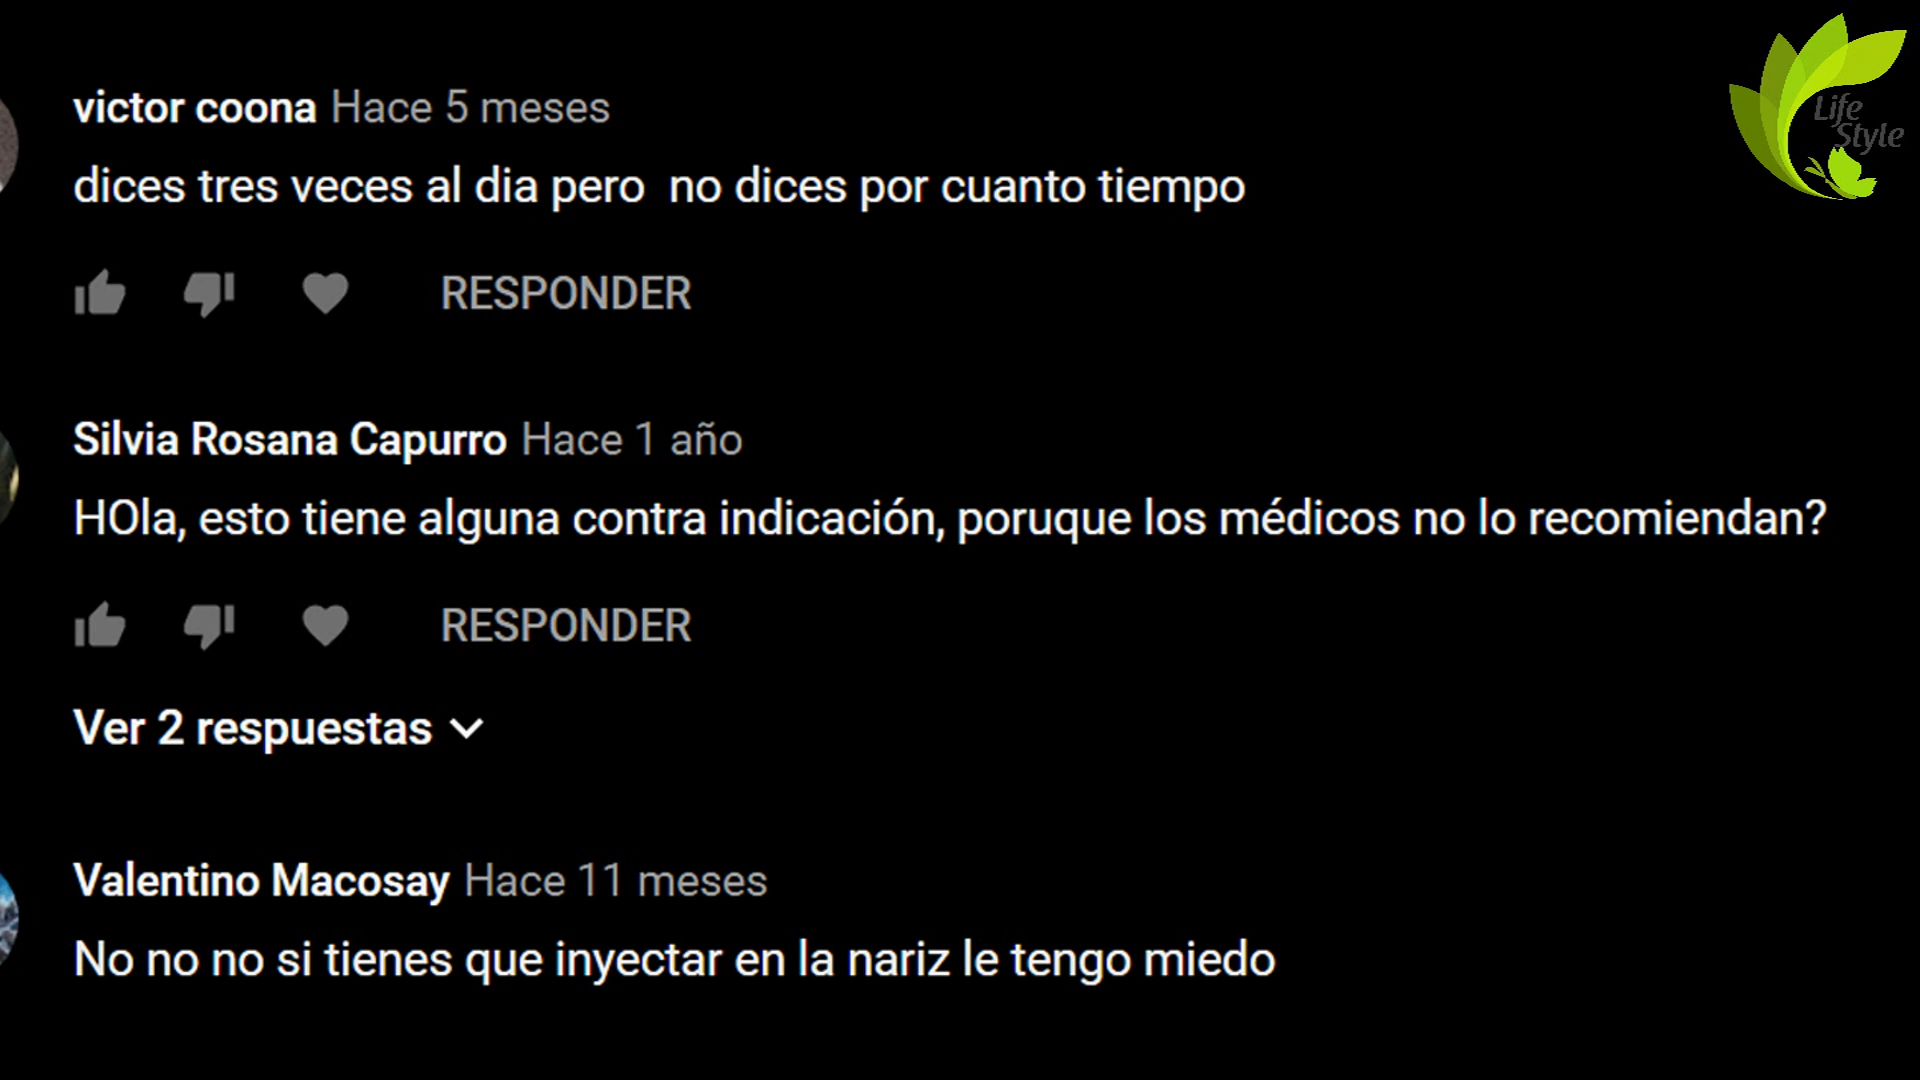 victor coona Hace 5 meses
dices tres veces al dia pero  no dices por cuanto tiempo
RESPONDER
Silvia Rosana Capurro Hace 1 año
HOla, esto tiene alguna contra indicación, poruque los médicos no lo recomiendan?
RESPONDER
Ver 2 respuestas
Valentino Macosay Hace 11 meses
No no no si tienes que inyectar en la nariz le tengo miedo
Life
Style